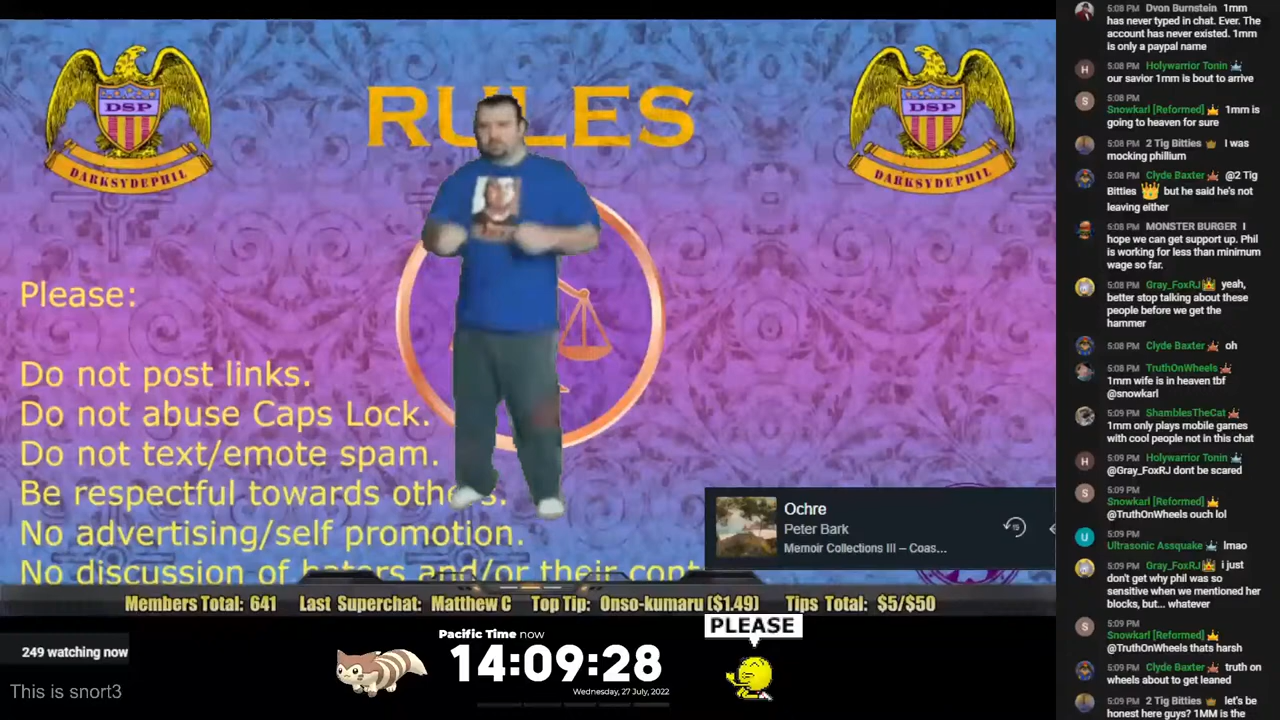 RULES
DSP
DARKSYDEPHIL
DSP
DARKSYDEPHIL
Please:
Do not post links.
Do not abuse Caps Lock.
Do not text/emote spam.
Be respectful towards others.
No advertising/self promotion.
No discussion of haters and/or their cont
Ochre
Peter Bark
Memoir Collections III – Coas...
15
Members Total: 641 Last Superchat: Matthew C Top Tip: Onso-kumaru ($1.49) Tips Total: $5/$50
249 watching now
This is snort3
Pacific Time now
14:09:28
Wednesday, 27 July, 2022
PLEASE
5:08 PM Dvon Burnstein 1mm
has never typed in chat. Ever. The
account has never existed. 1mm
is only a paypal name
5:08 PM Holywarrior Tonin
our savior 1mm is bout to arrive
5:08 PM
Snowkarl [Reformed] 1mm is
going to heaven for sure
5:08 PM 2 Tig Bitties I was
mocking phillium
5:08 PM Clyde Baxter @2 Tig
Bitties but he said he's not
leaving either
5:08 PM MONSTER BURGER I
hope we can get support up. Phil
is working for less than minimum
wage so far.
5:08 PM Gray_FoxRJ yeah,
better stop talking about these
people before we get the
hammer
5:08 PM Clyde Baxter oh
5:08 PM TruthOnWheels
1mm wife is in heaven tbf
@snowkarl
5:09 PM ShamblesTheCat
1mm only plays mobile games
with cool people not in this chat
5:09 PM Holywarrior Tonin
@Gray_FoxRJ dont be scared
5:09 PM
Snowkarl [Reformed]
@TruthOnWheels ouch lol
5:09 PM
Ultrasonic Assquake lmao
5:09 PM Gray_FoxRJ i just
don't get why phil was so
sensitive when we mentioned her
blocks, but... whatever
5:09 PM
Snowkarl [Reformed]
@TruthOnWheels thats harsh
5:09 PM Clyde Baxter truth on
wheels about to get leaned
5:09 PM 2 Tig Bitties let's be
honest here guys? 1MM is the